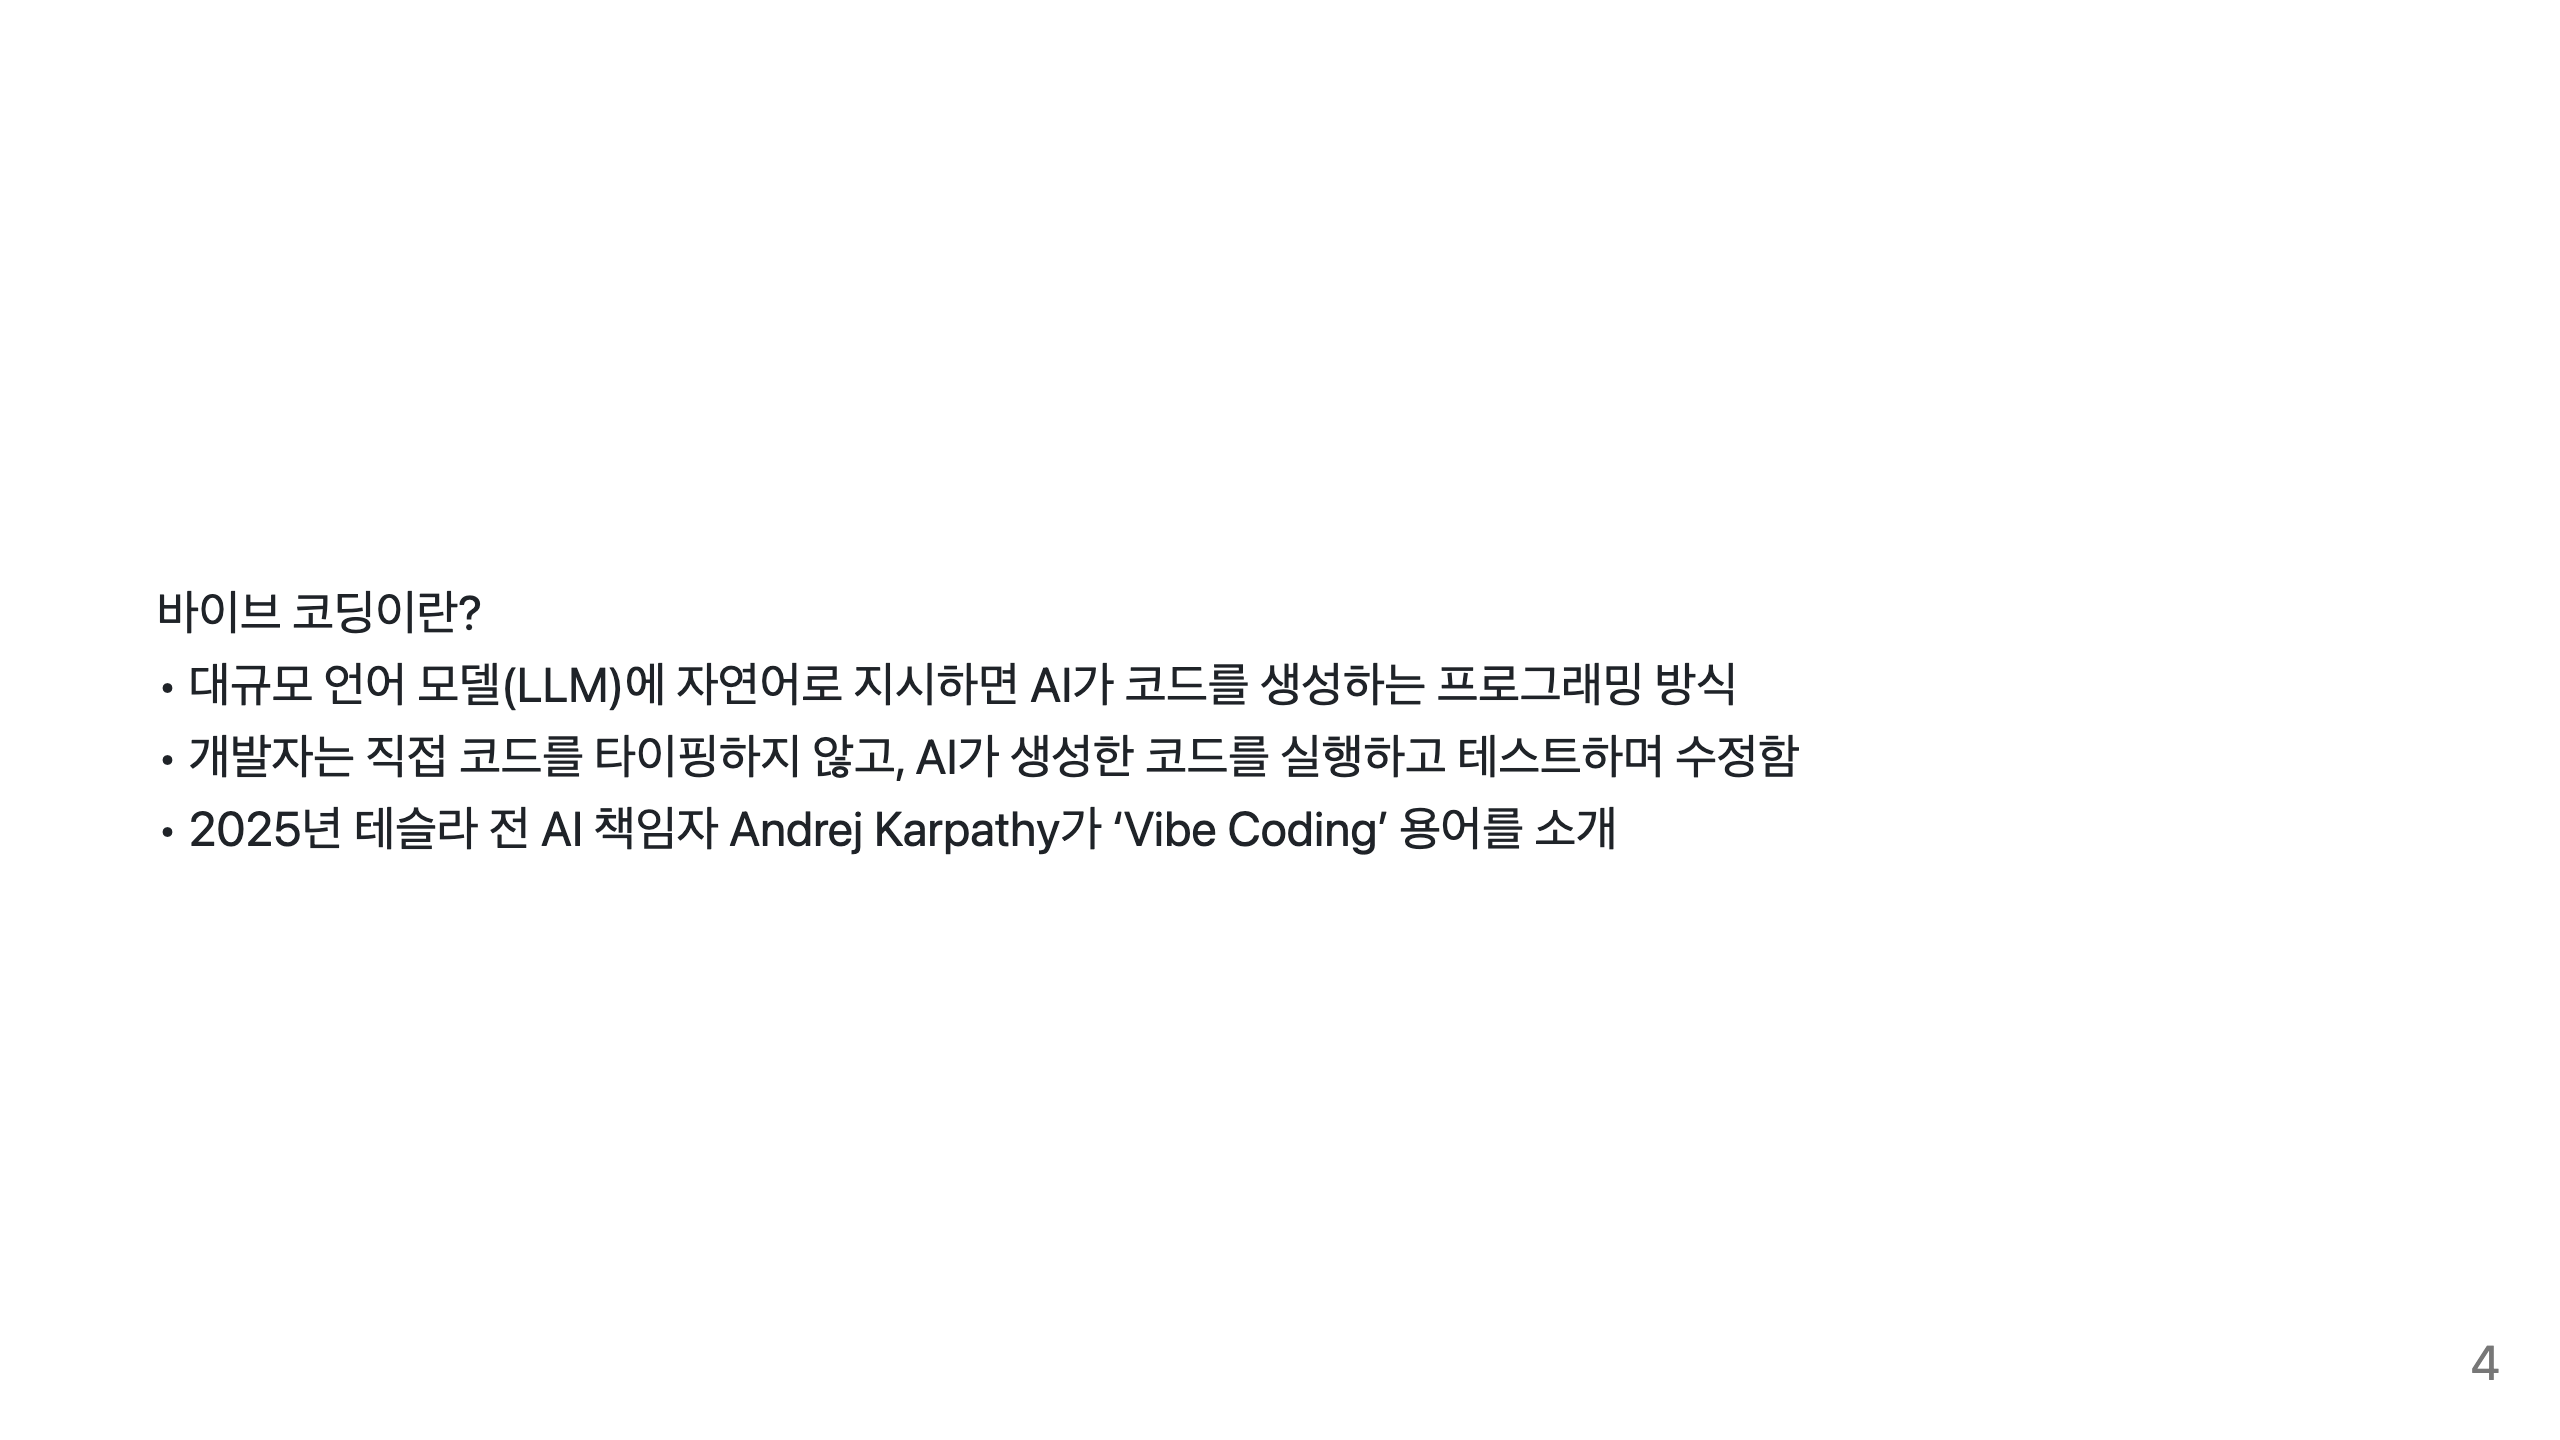 바이브 코딩이란?
• 대규모 언어 모델(LLM)에 자연어로 지시하면 AI가 코드를 생성하는 프로그래밍 방식
• 개발자는 직접 코드를 타이핑하지 않고, AI가 생성한 코드를 실행하고 테스트하며 수정함
• 2025년 테슬라 전 AI 책임자 Andrej Karpathy가 ‘Vibe Coding’ 용어를 소개
4